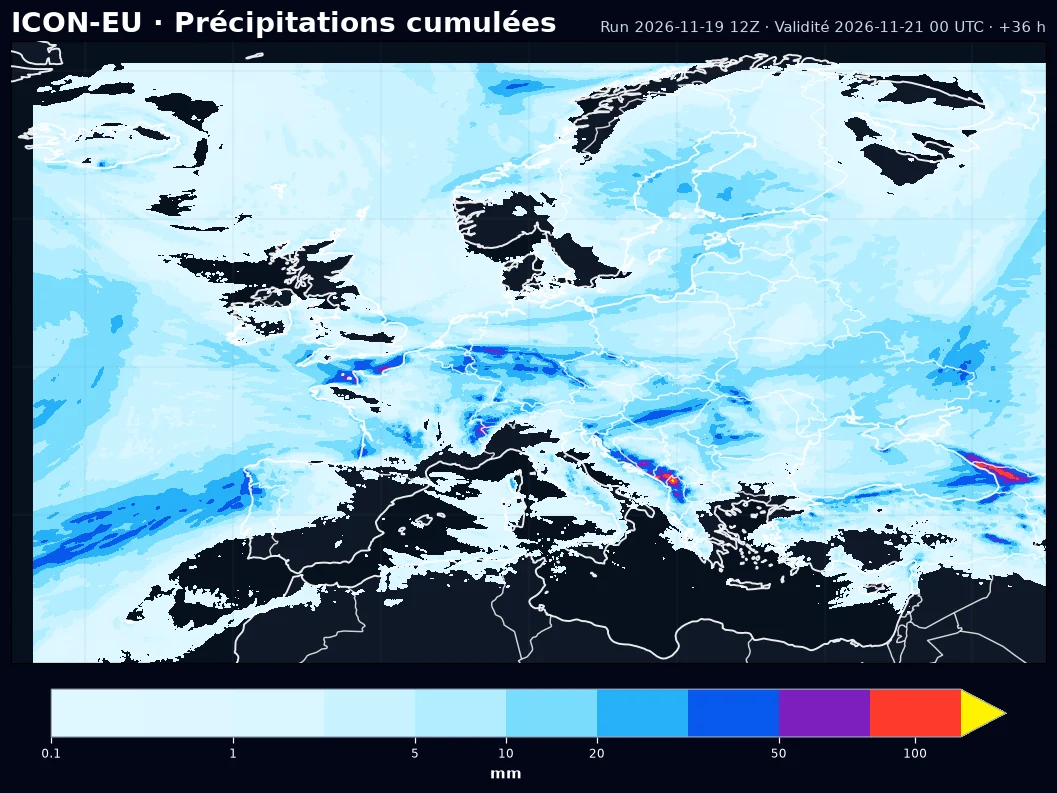 ICON-EU · Précipitations cumulées
Run 2026-11-19 12Z · Validité 2026-11-21 00 UTC · +36 h
0.1 1 5 10 20 50 100
mm